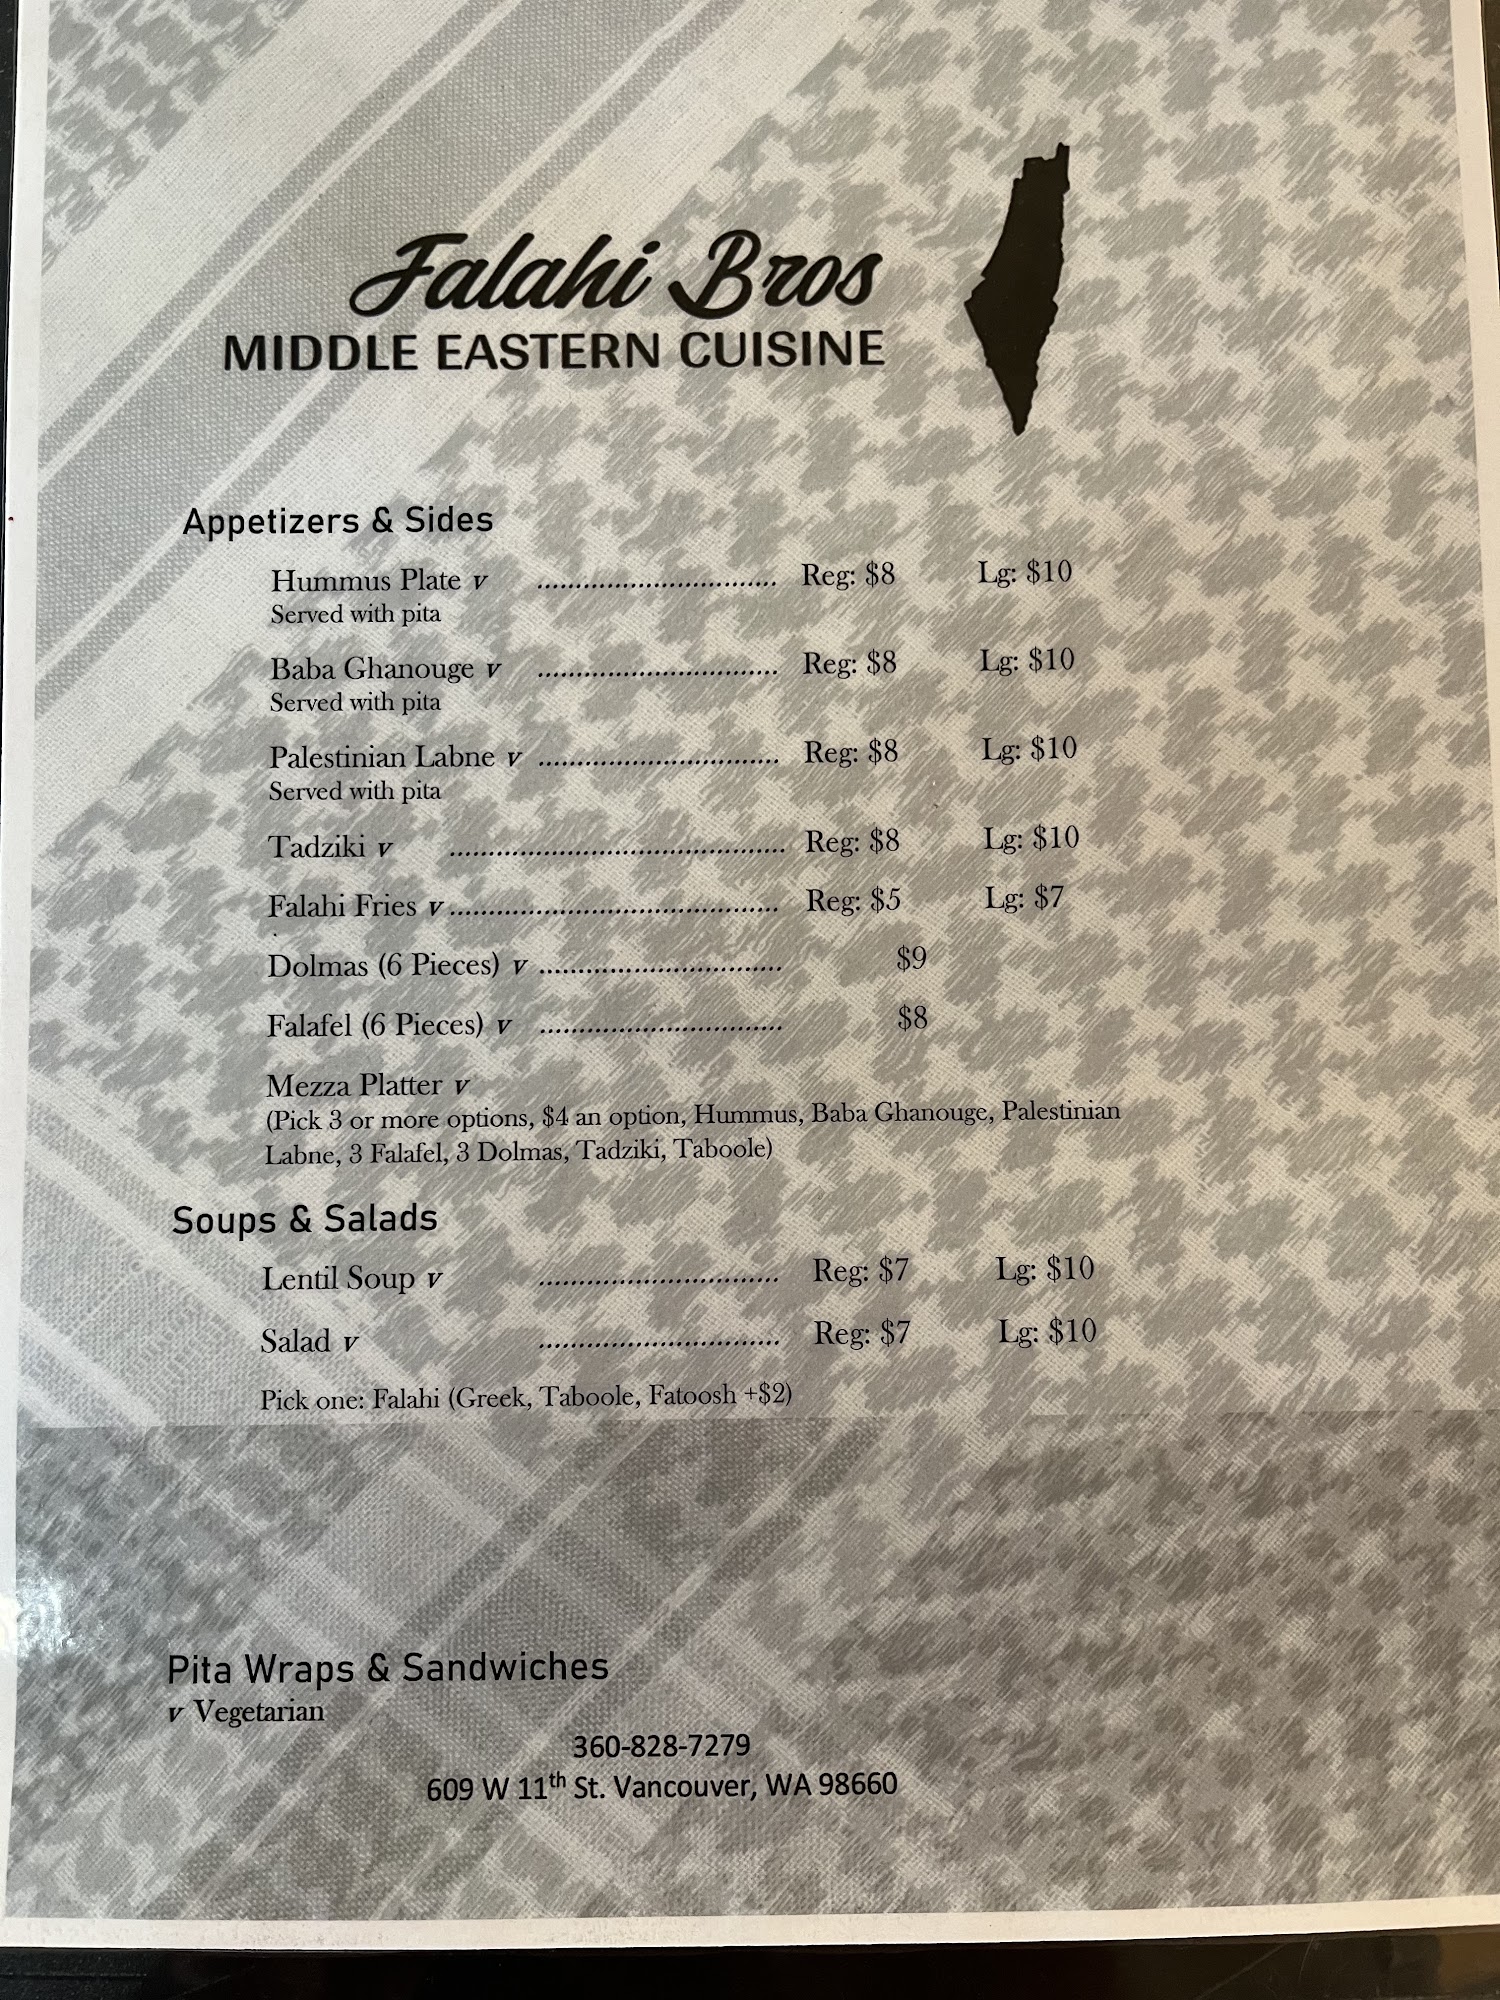 Falahi Bros
MIDDLE EASTERN CUISINE
Appetizers & Sides
Hummus Plate v .............................. Reg: $8 Lg: $10
Served with pita
Baba Ghanouge v .............................. Reg: $8 Lg: $10
Served with pita
Palestinian Labne v .............................. Reg: $8 Lg: $10
Served with pita
Tadziki v .......................................... Reg: $8 Lg: $10
Falahi Fries v .......................................... Reg: $5 Lg: $7
Dolmas (6 Pieces) v .............................. $9
Falafel (6 Pieces) v .............................. $8
Mezza Platter v
(Pick 3 or more options, $4 an option, Hummus, Baba Ghanouge, Palestinian
Labne, 3 Falafel, 3 Dolmas, Tadziki, Taboole)
Soups & Salads
Lentil Soup v .............................. Reg: $7 Lg: $10
Salad v .............................. Reg: $7 Lg: $10
Pick one: Falahi (Greek, Taboole, Fatoosh +$2)
Pita Wraps & Sandwiches
v Vegetarian
360-828-7279
609 W 11th St. Vancouver, WA 98660